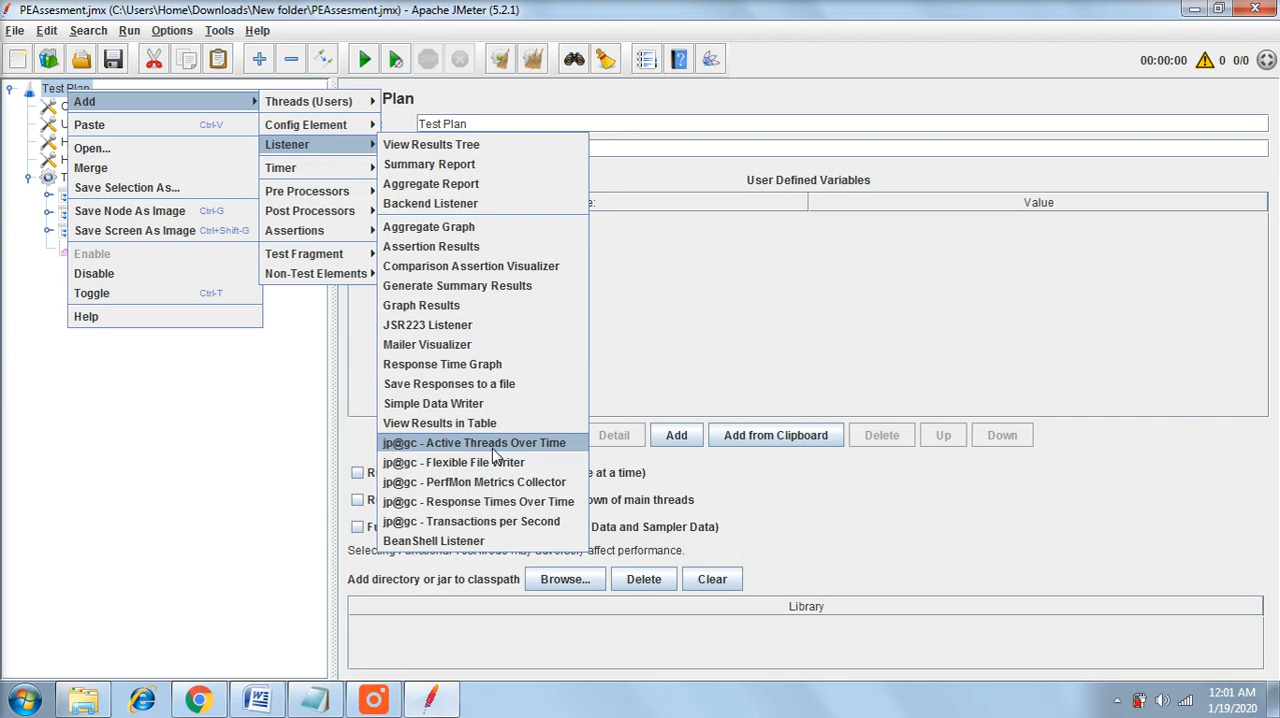 PEAssesment.jmx (C:\Users\Home\Downloads\New folder\PEAssesment.jmx) - Apache JMeter (5.2.1)
File Edit Search Run Options Tools Help
00:00:00 0 0/0
Test Plan
Add
Paste Ctrl-V
Open...
Merge
Save Selection As...
Save Node As Image Ctrl-G
Save Screen As Image Ctrl+Shift-G
Enable
Disable
Toggle Ctrl-T
Help
Threads (Users)
Config Element
Listener
Timer
Pre Processors
Post Processors
Assertions
Test Fragment
Non-Test Elements
View Results Tree
Summary Report
Aggregate Report
Backend Listener
Aggregate Graph
Assertion Results
Comparison Assertion Visualizer
Generate Summary Results
Graph Results
JSR223 Listener
Mailer Visualizer
Response Time Graph
Save Responses to a file
Simple Data Writer
View Results in Table
jp@gc - Active Threads Over Time
jp@gc - Flexible File Writer
jp@gc - PerfMon Metrics Collector
jp@gc - Response Times Over Time
jp@gc - Transactions per Second
BeanShell Listener
Plan
Test Plan
User Defined Variables
Value
Detail Add Add from Clipboard Delete Up Down
e at a time)
own of main threads
Data and Sampler Data)
Selecting Functional Test Mode may adversely affect performance.
Add directory or jar to classpath Browse... Delete Clear
Library
12:01 AM
1/19/2020